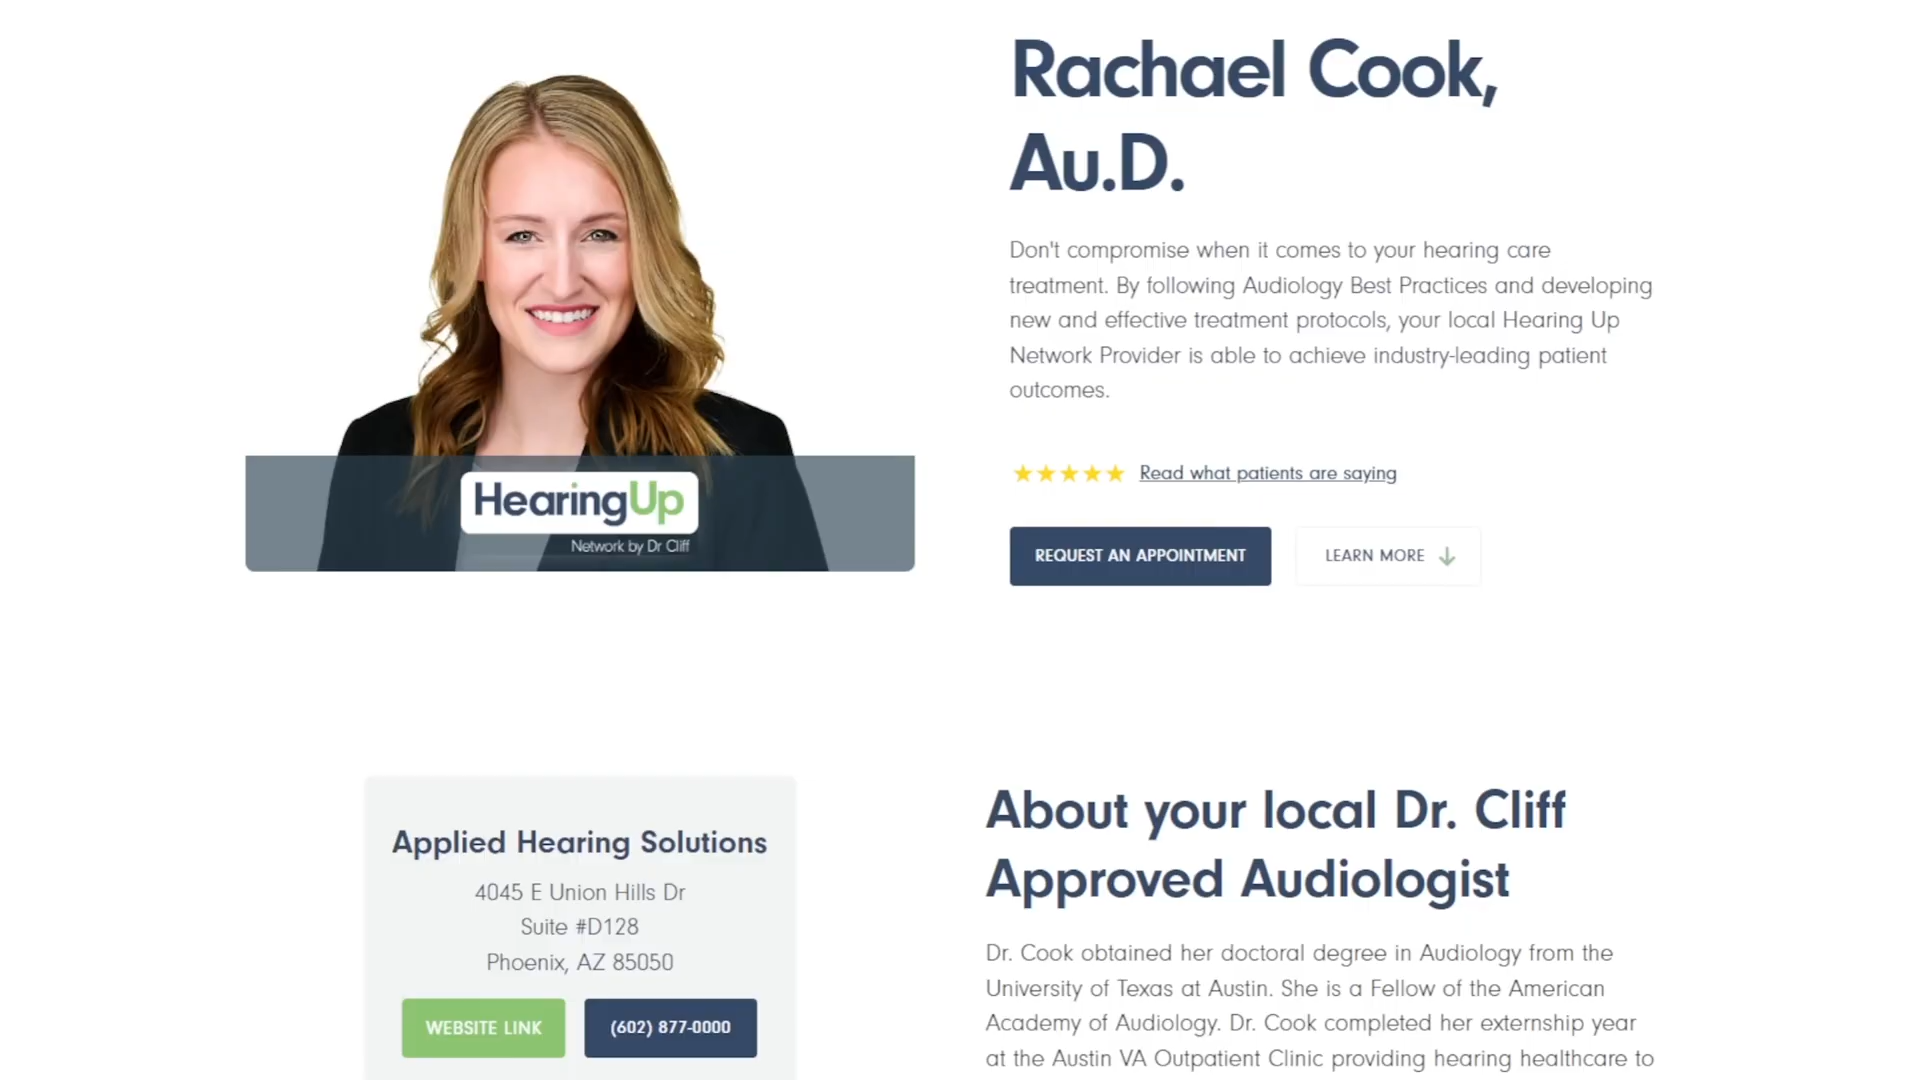 Rachael Cook,
Au.D.
Don't compromise when it comes to your hearing care
treatment. By following Audiology Best Practices and developing
new and effective treatment protocols, your local Hearing Up
Network Provider is able to achieve industry-leading patient
outcomes.
Read what patients are saying
REQUEST AN APPOINTMENT
LEARN MORE
HearingUp
Network by Dr Cliff
Applied Hearing Solutions
4045 E Union Hills Dr
Suite #D128
Phoenix, AZ 85050
WEBSITE LINK
(602) 877-0000
About your local Dr. Cliff
Approved Audiologist
Dr. Cook obtained her doctoral degree in Audiology from the
University of Texas at Austin. She is a Fellow of the American
Academy of Audiology. Dr. Cook completed her externship year
at the Austin VA Outpatient Clinic providing hearing healthcare to